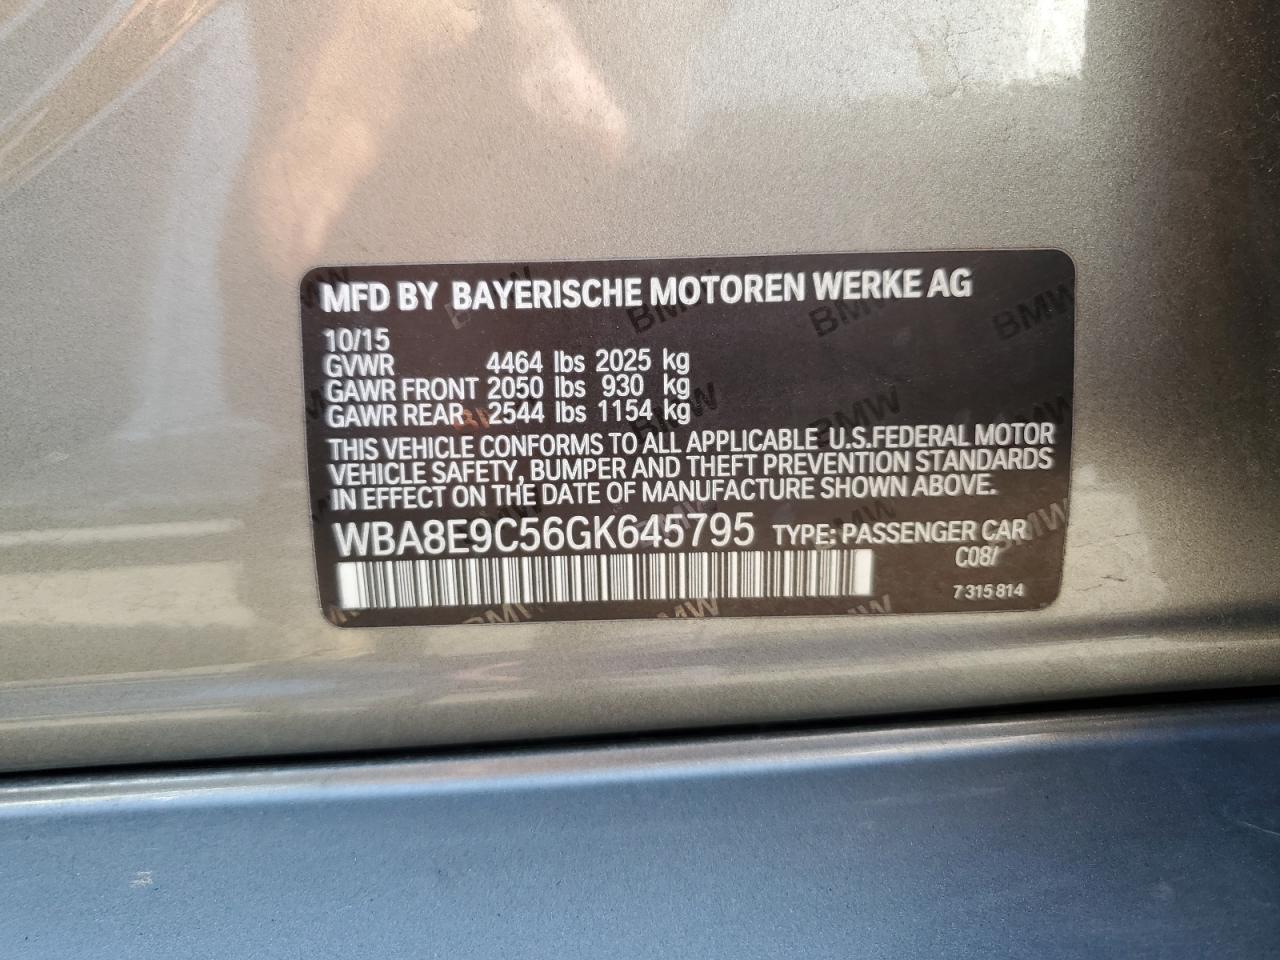 MFD BY BAYERISCHE MOTOREN WERKE AG
10/15
GVWR 4464 lbs 2025 kg
GAWR FRONT 2050 lbs 930 kg
GAWR REAR 2544 lbs 1154 kg
THIS VEHICLE CONFORMS TO ALL APPLICABLE U.S.FEDERAL MOTOR
VEHICLE SAFETY, BUMPER AND THEFT PREVENTION STANDARDS
IN EFFECT ON THE DATE OF MANUFACTURE SHOWN ABOVE.
WBA8E9C56GK645795 TYPE: PASSENGER CAR
C08/
7 315 814